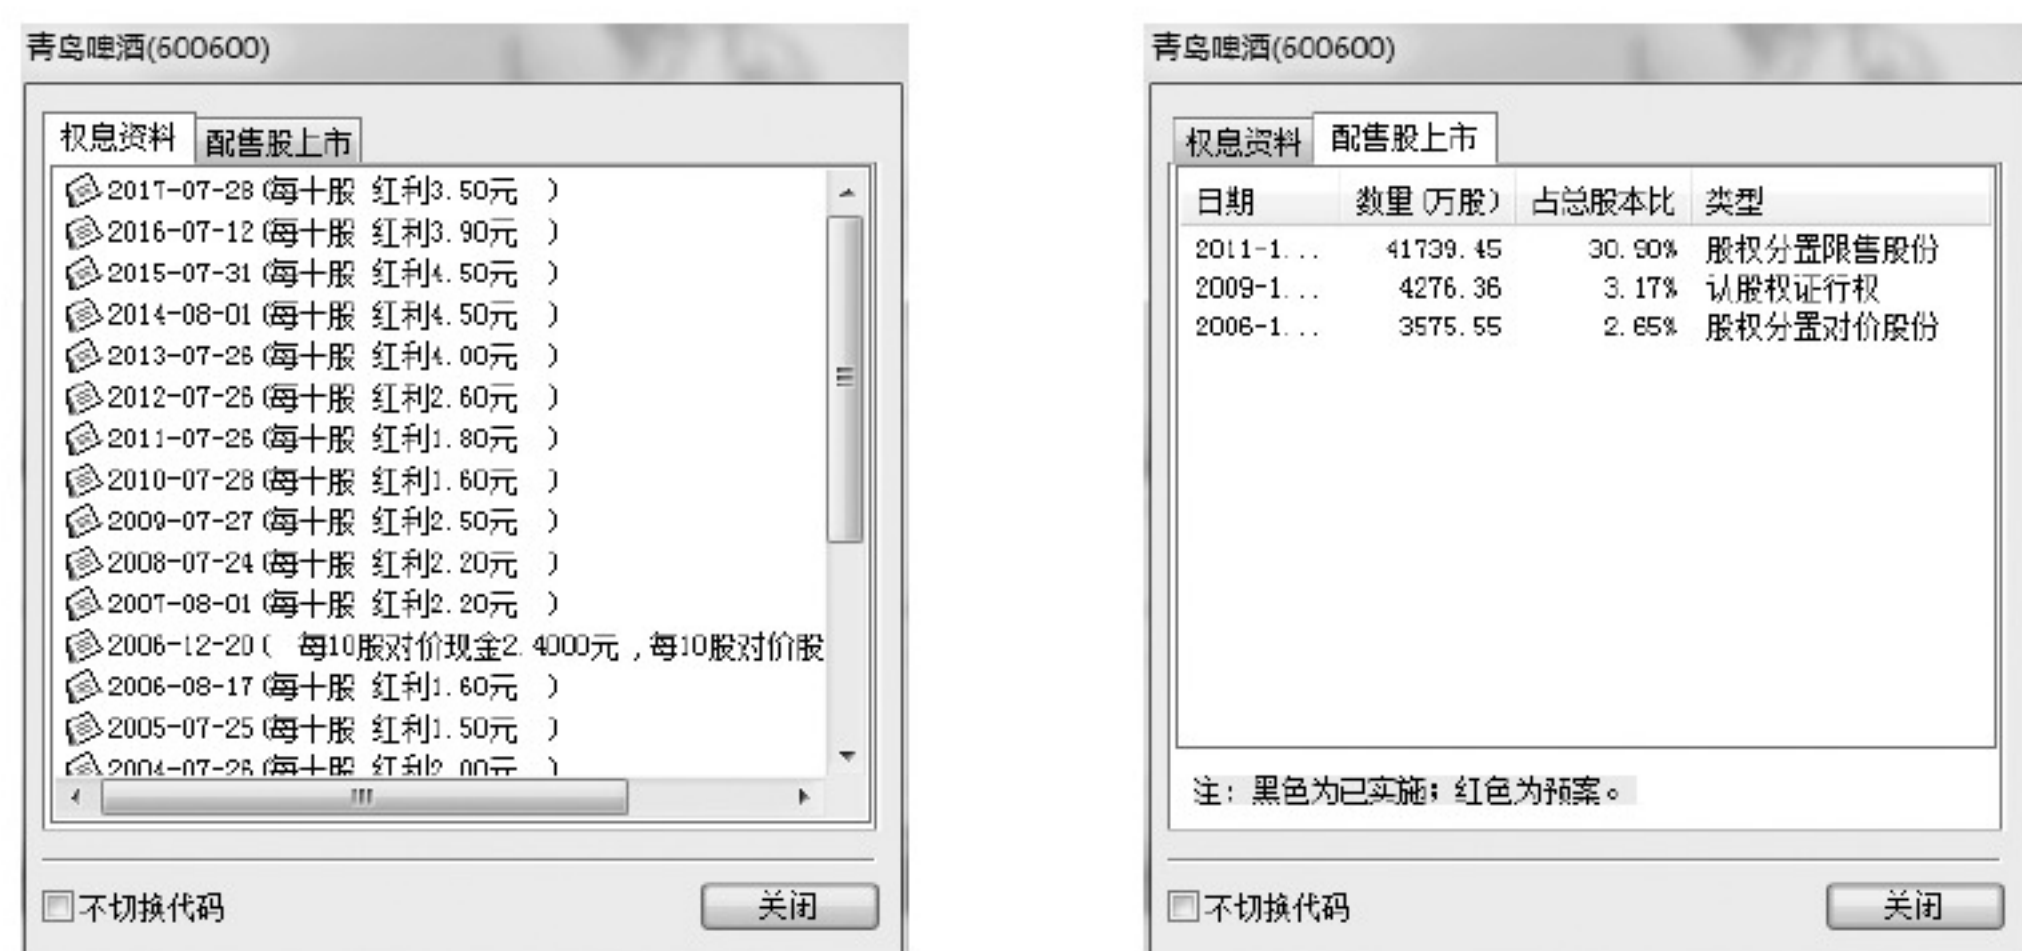 青岛啤酒(600600)
权息资料 配售股上市
2017-07-28(每十股 红利3.50元 )
2016-07-12(每十股 红利3.90元 )
2015-07-31(每十股 红利4.50元 )
2014-08-01(每十股 红利4.50元 )
2013-07-26(每十股 红利4.00元 )
2012-07-26(每十股 红利2.60元 )
2011-07-26(每十股 红利1.80元 )
2010-07-28(每十股 红利1.60元 )
2009-07-27(每十股 红利2.50元 )
2008-07-24(每十股 红利2.20元 )
2007-08-01(每十股 红利2.20元 )
2006-12-20( 每10股对价现金2.4000元 ,每10股对价股
2006-08-17(每十股 红利1.60元 )
2005-07-25(每十股 红利1.50元 )
2004-07-26(每十股 红利2.00元 )
不切换代码 关闭
青岛啤酒(600600)
权息资料 配售股上市
日期 数里(万股) 占总股本比 类型
2011-1... 41739.45 30.90% 股权分置限售股份
2009-1... 4276.36 3.17% 认股权证行权
2006-1... 3575.55 2.65% 股权分置对价股份
注: 黑色为已实施; 红色为预案。
不切换代码 关闭